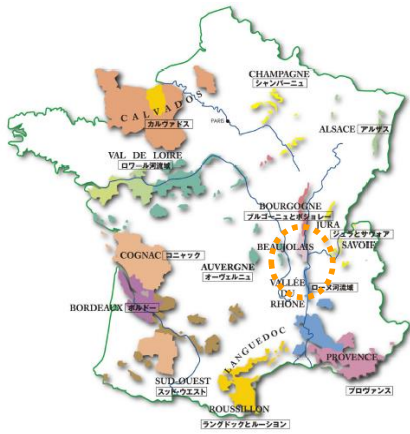 CHAMPAGNE
シャンパーニュ
CALVADOS
カルヴァドス
PARIS
ALSACE アルザス
VAL DE LOIRE
ロワール河流域
BOURGOGNE
ブルゴーニュとボジョレー
JURA
ジュラとサヴォア
SAVOIE
BEAUJOLAIS
COGNAC コニャック
AUVERGNE
オーヴェルニュ
VALLÉE
DU
RHÔNE
ローヌ河流域
BORDEAUX ボルドー
LANGUEDOC
PROVENCE
プロヴァンス
SUD-OUEST
スッド・ウエスト
ROUSSILLON
ラングドックとルーション